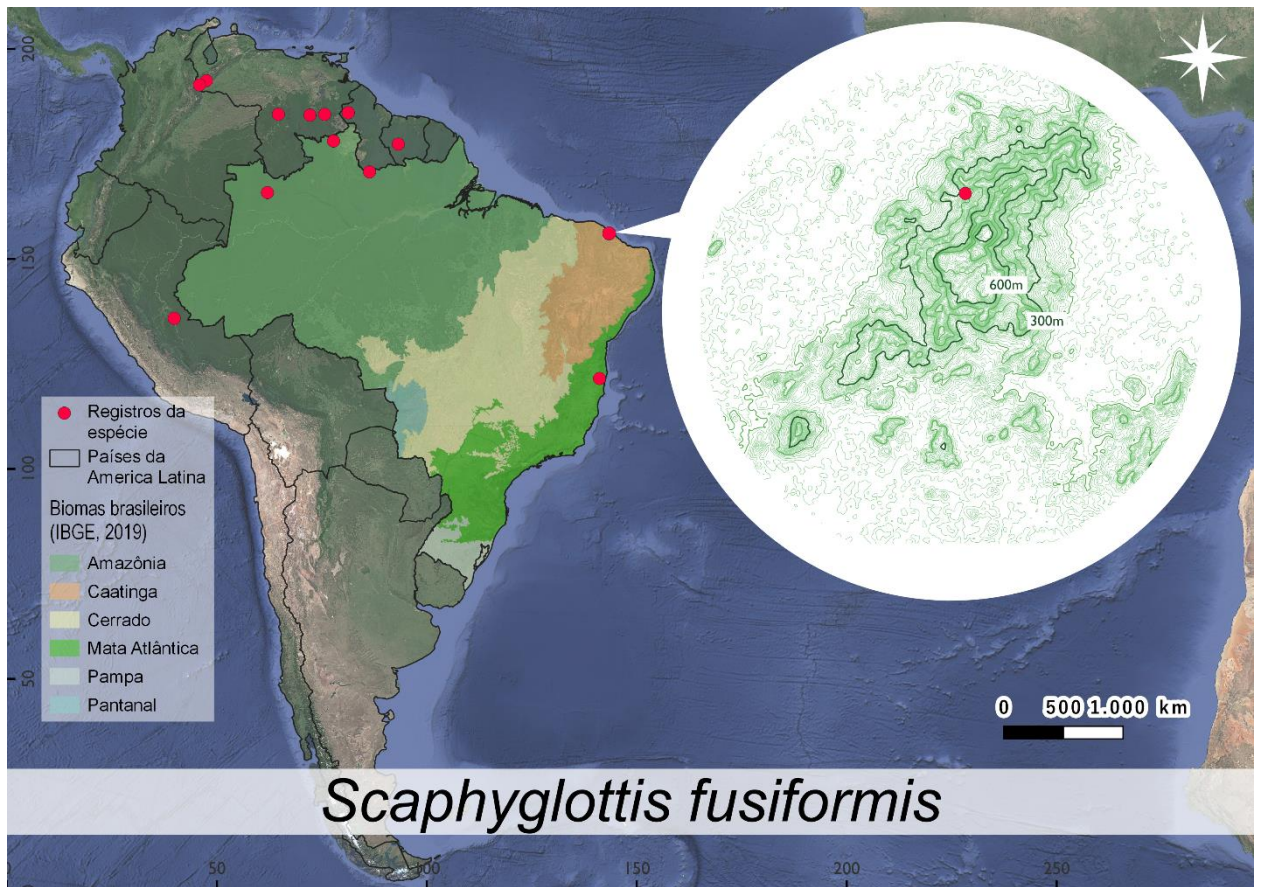 200
150
100
50
600m
300m
Registros da
espécie
Países da
America Latina
Biomas brasileiros
(IBGE, 2019)
Amazônia
Caatinga
Cerrado
Mata Atlântica
Pampa
Pantanal
0 500 1.000 km
Scaphyglottis fusiformis
0 50 100 150 200 250